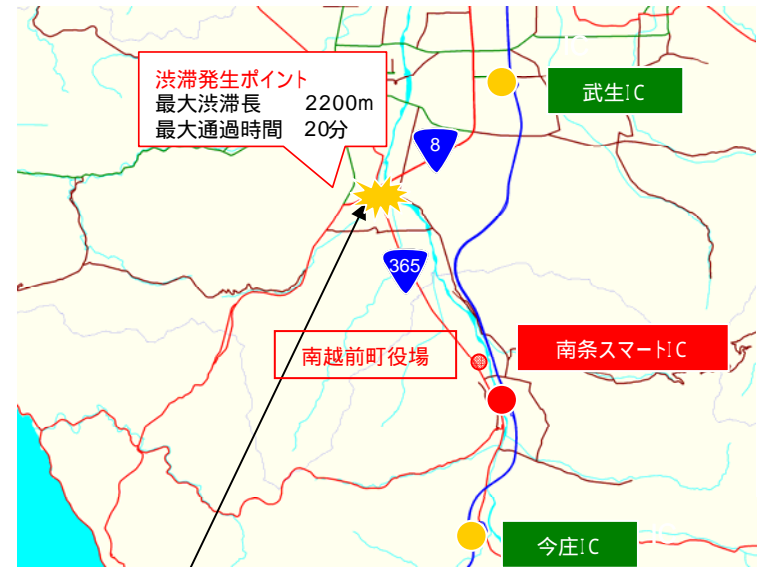 渋滞発生ポイント
最大渋滞長 2200m
最大通過時間 20分
武生IC
8
365
南越前町役場
南条スマートIC
今庄IC